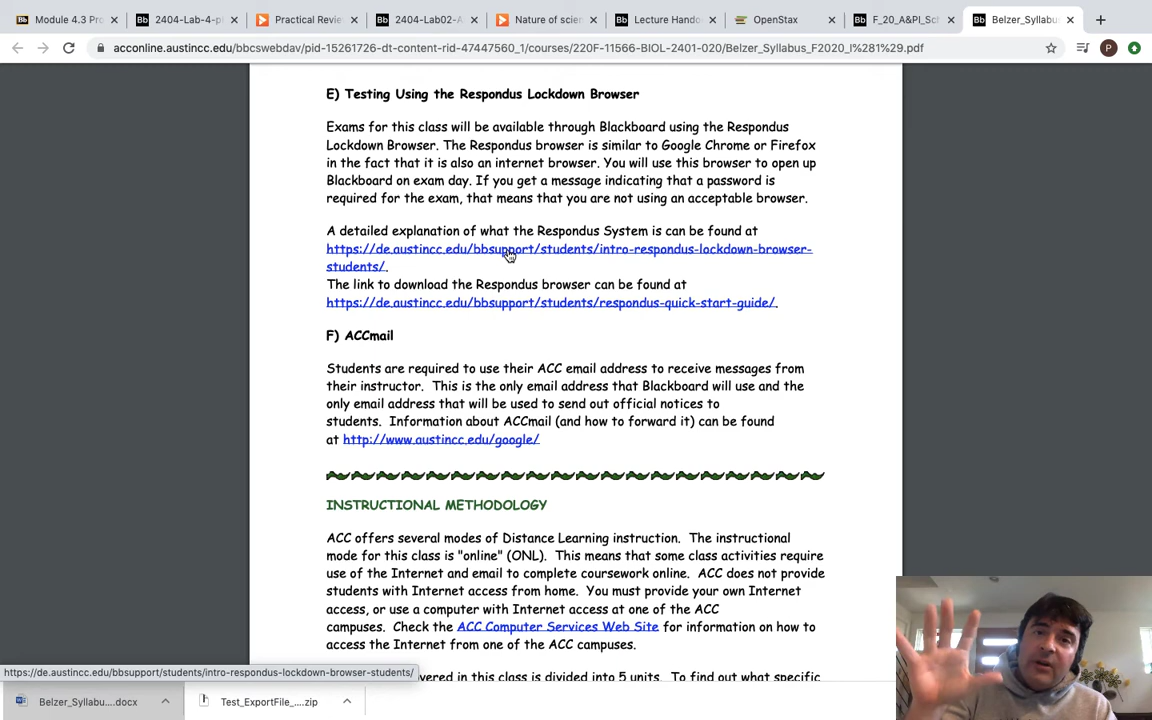 Module 4.3 Pro
2404-Lab-4-pl
Practical Revie
2404-Lab02-A
Nature of scien
Lecture Hando
OpenStax
F_20_A&PI_Sch
Belzer_Syllabus
acconline.austincc.edu/bbcswebdav/pid-15261726-dt-content-rid-47447560_1/courses/220F-11566-BIOL-2401-020/Belzer_Syllabus_F2020_I%281%29.pdf
E) Testing Using the Respondus Lockdown Browser
Exams for this class will be available through Blackboard using the Respondus
Lockdown Browser. The Respondus browser is similar to Google Chrome or Firefox
in the fact that it is also an internet browser. You will use this browser to open up
Blackboard on exam day. If you get a message indicating that a password is
required for the exam, that means that you are not using an acceptable browser.
A detailed explanation of what the Respondus System is can be found at
https://de.austincc.edu/bbsupport/students/intro-respondus-lockdown-browser-
students/.
The link to download the Respondus browser can be found at
https://de.austincc.edu/bbsupport/students/respondus-quick-start-guide/.
F) ACCmail
Students are required to use their ACC email address to receive messages from
their instructor. This is the only email address that Blackboard will use and the
only email address that will be used to send out official notices to
students. Information about ACCmail (and how to forward it) can be found
at http://www.austincc.edu/google/
INSTRUCTIONAL METHODOLOGY
ACC offers several modes of Distance Learning instruction. The instructional
mode for this class is "online" (ONL). This means that some class activities require
use of the Internet and email to complete coursework online. ACC does not provide
students with Internet access from home. You must provide your own Internet
access, or use a computer with Internet access at one of the ACC
campuses. Check the ACC Computer Services Web Site for information on how to
access the Internet from one of the ACC campuses.
vered in this class is divided into 5 units. To find out what specific
https://de.austincc.edu/bbsupport/students/intro-respondus-lockdown-browser-students/
Belzer_Syllabu....docx
Test_ExportFile_....zip